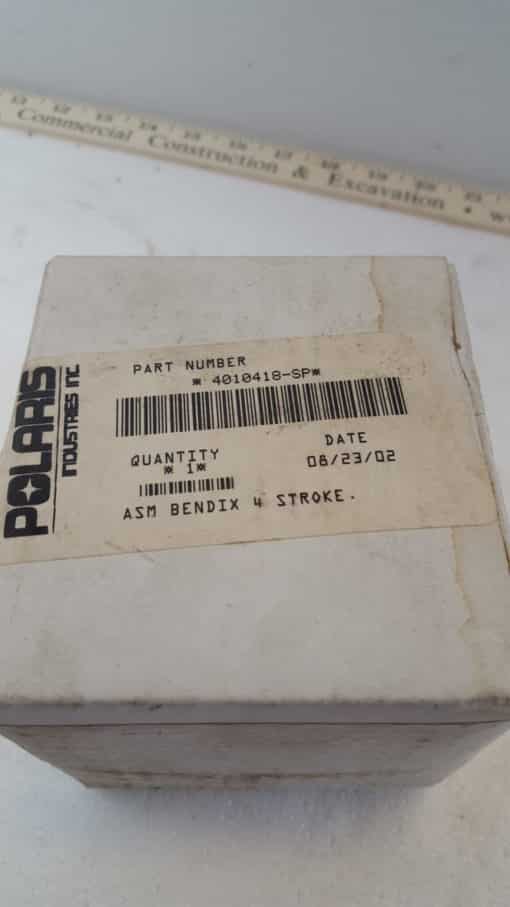 Commercial Construction & Excavation • W
PART NUMBER
* 4010418-SP*
QUANTITY
* 1*
DATE
08/23/02
ASM BENDIX 4 STROKE.
POLARIS
INDUSTRIES INC